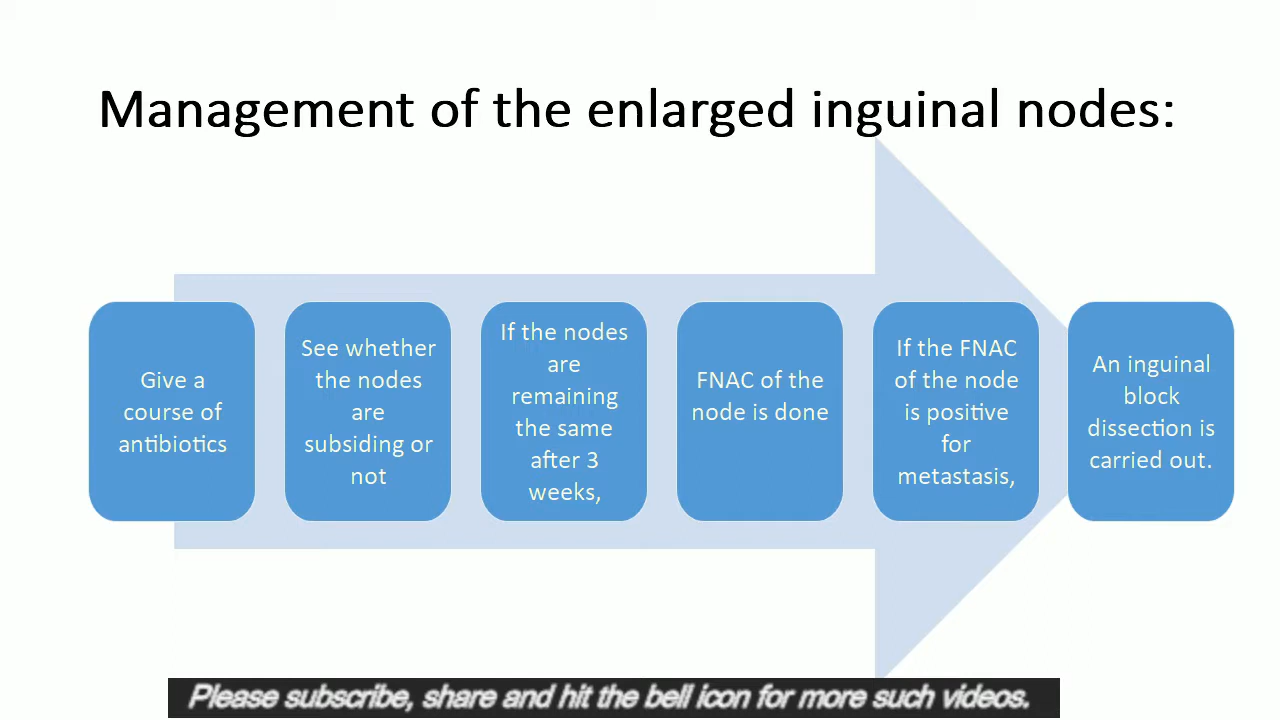 Management of the enlarged inguinal nodes:
Give a
course of
antibiotics
See whether
the nodes
are
subsiding or
not
If the nodes
are
remaining
the same
after 3
weeks,
FNAC of the
node is done
If the FNAC
of the node
is positive
for
metastasis,
An inguinal
block
dissection is
carried out.
Please subscribe, share and hit the bell icon for more such videos.